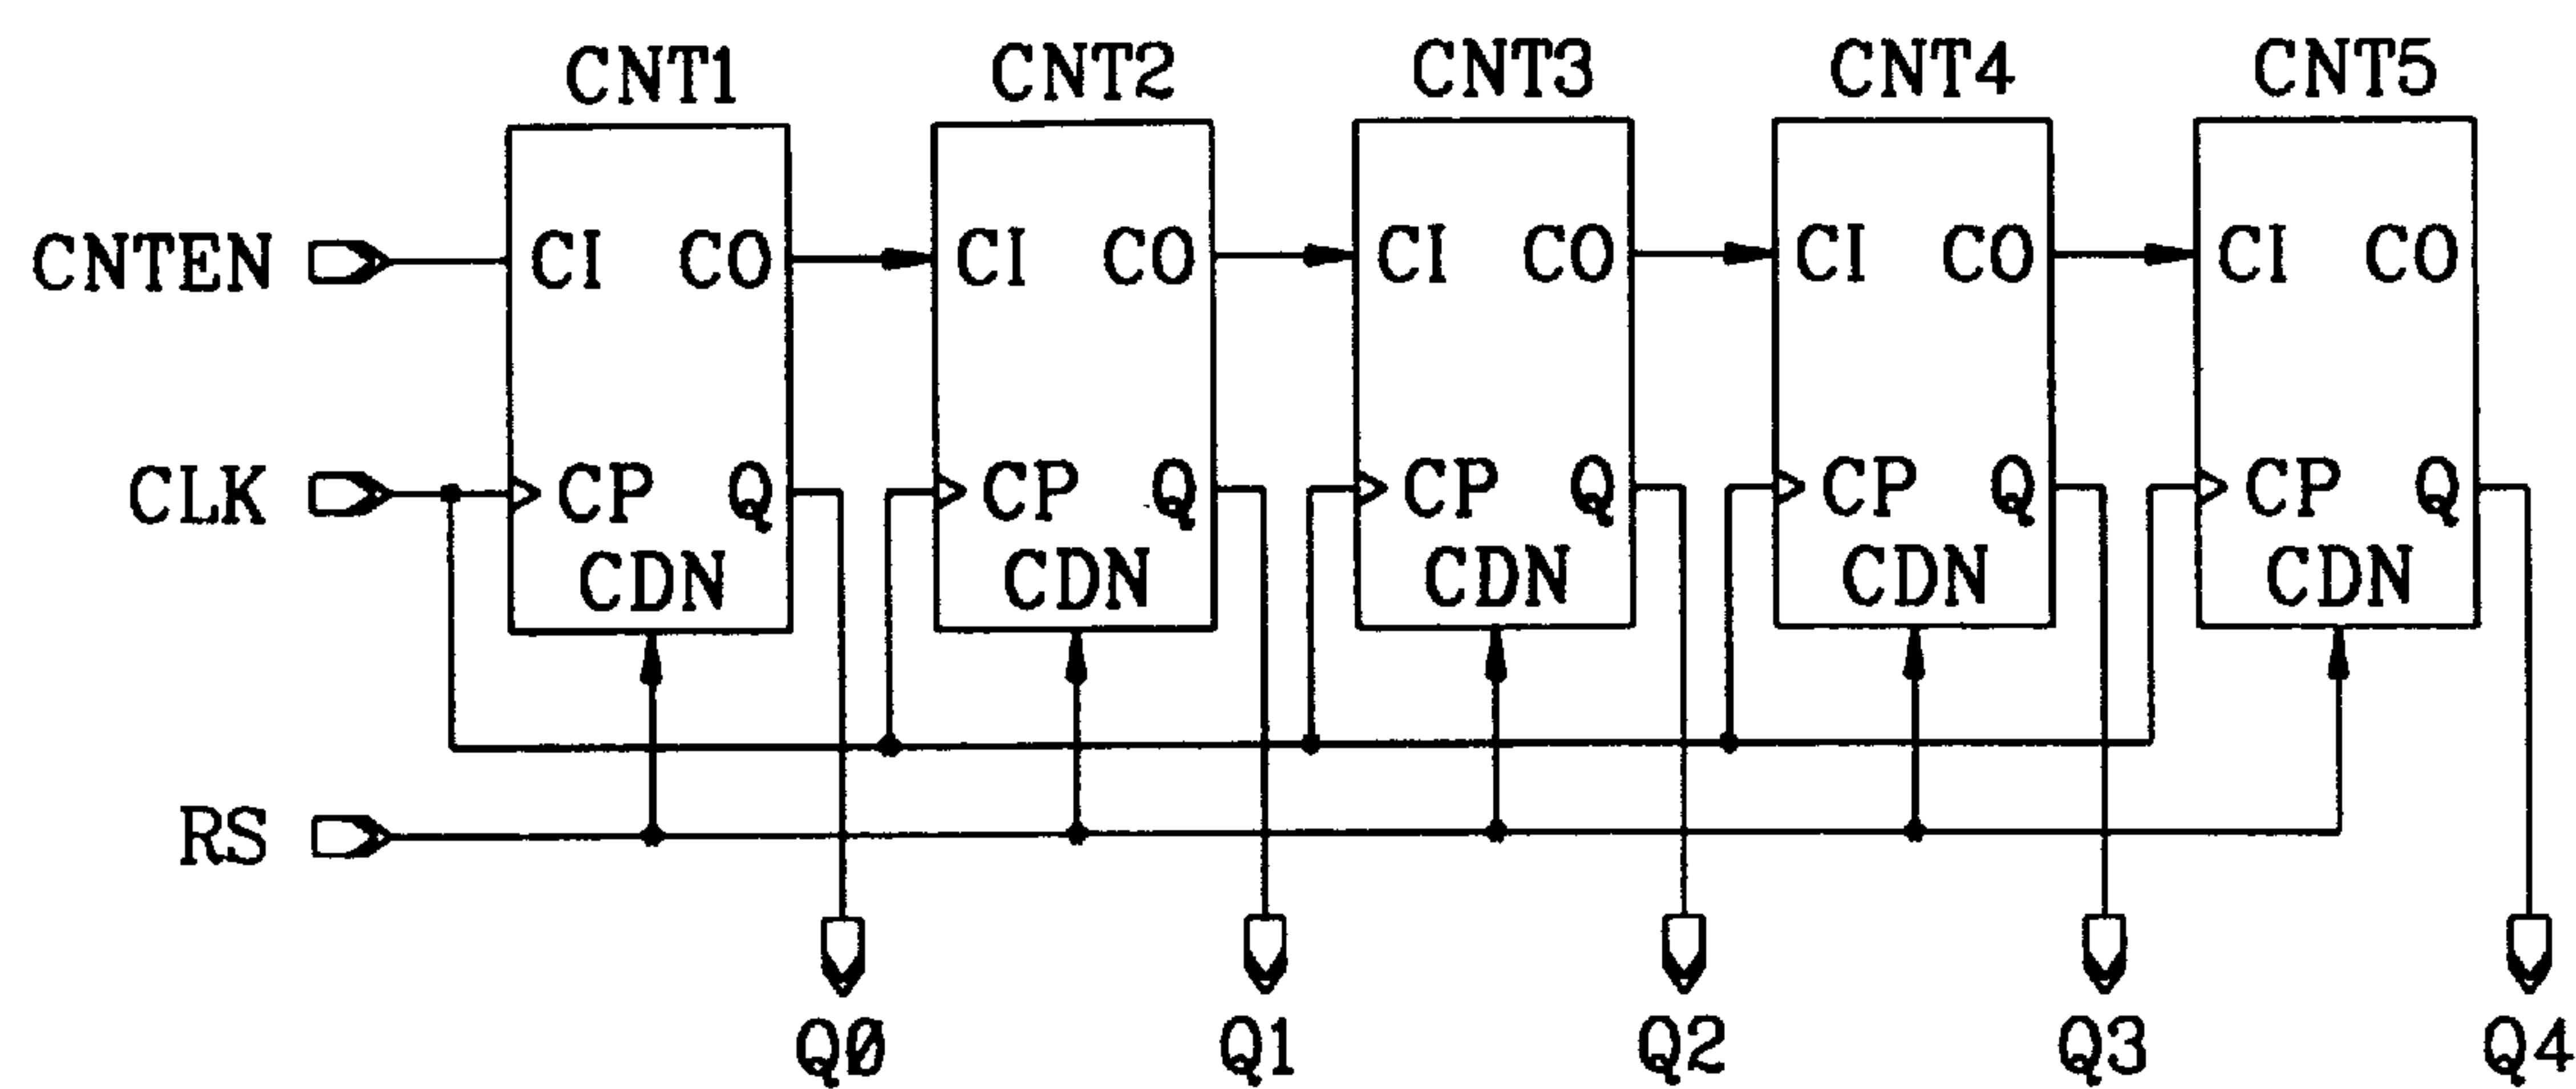 CNT1 CNT2 CNT3 CNT4 CNT5
CNTEN CI CO CI CO CI CO CI CO CI CO
CLK CP Q CP Q CP Q CP Q CP Q
CDN CDN CDN CDN CDN
RS
Q0 Q1 Q2 Q3 Q4